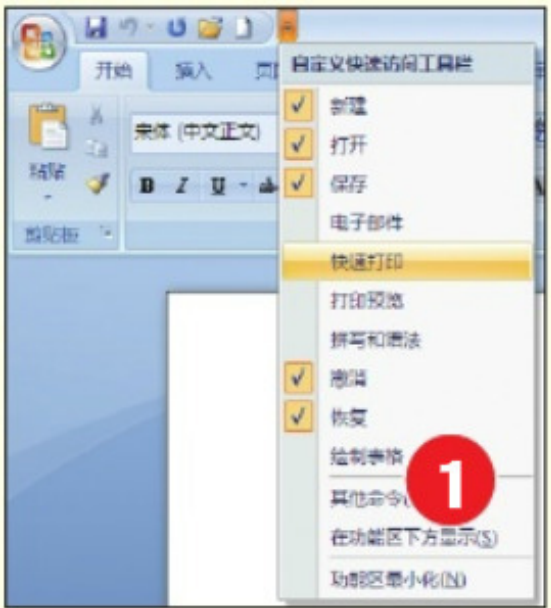 开始 插入 页
自定义快速访问工具栏
新建
打开
宋体 (中文正文)
保存
粘贴
B I U
电子邮件
剪贴板
快速打印
打印预览
拼写和语法
撤消
恢复
绘制表格
1
其他命令(
在功能区下方显示(S)
功能区最小化(N)